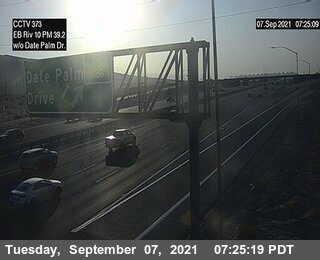 CCTV 373
EB Riv 10 PM 39.2
w/o Date Palm Dr.
07.Sep.2021 07:25:09
Date Palm
Drive
Tuesday, September 07, 2021 07:25:19 PDT